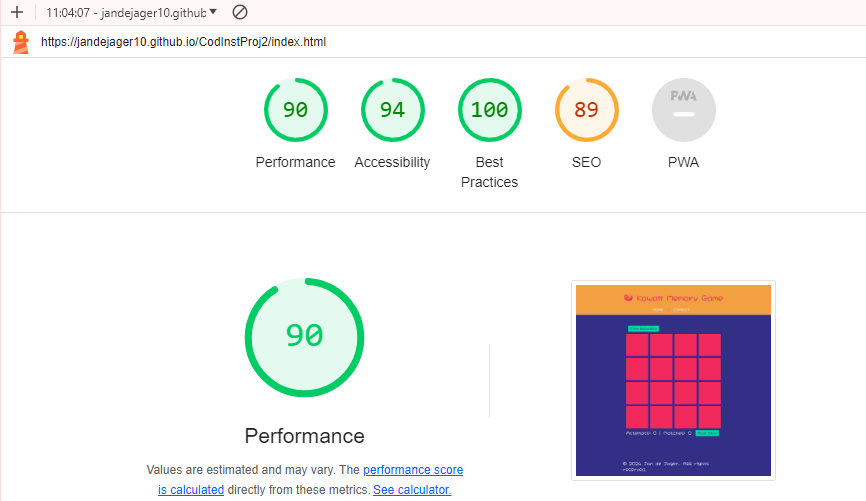 11:04:07 - jandejager10.github
https://jandejager10.github.io/CodInstProj2/index.html
90 94 100 89 PWA
Performance Accessibility Best Practices SEO PWA
90
Performance
Values are estimated and may vary. The performance score
is calculated directly from these metrics. See calculator.
Kawaii Memory Game
HOME
Attempts: 0 | Matches: 0
© 2024 Jan de Jager. All rights
reserved.